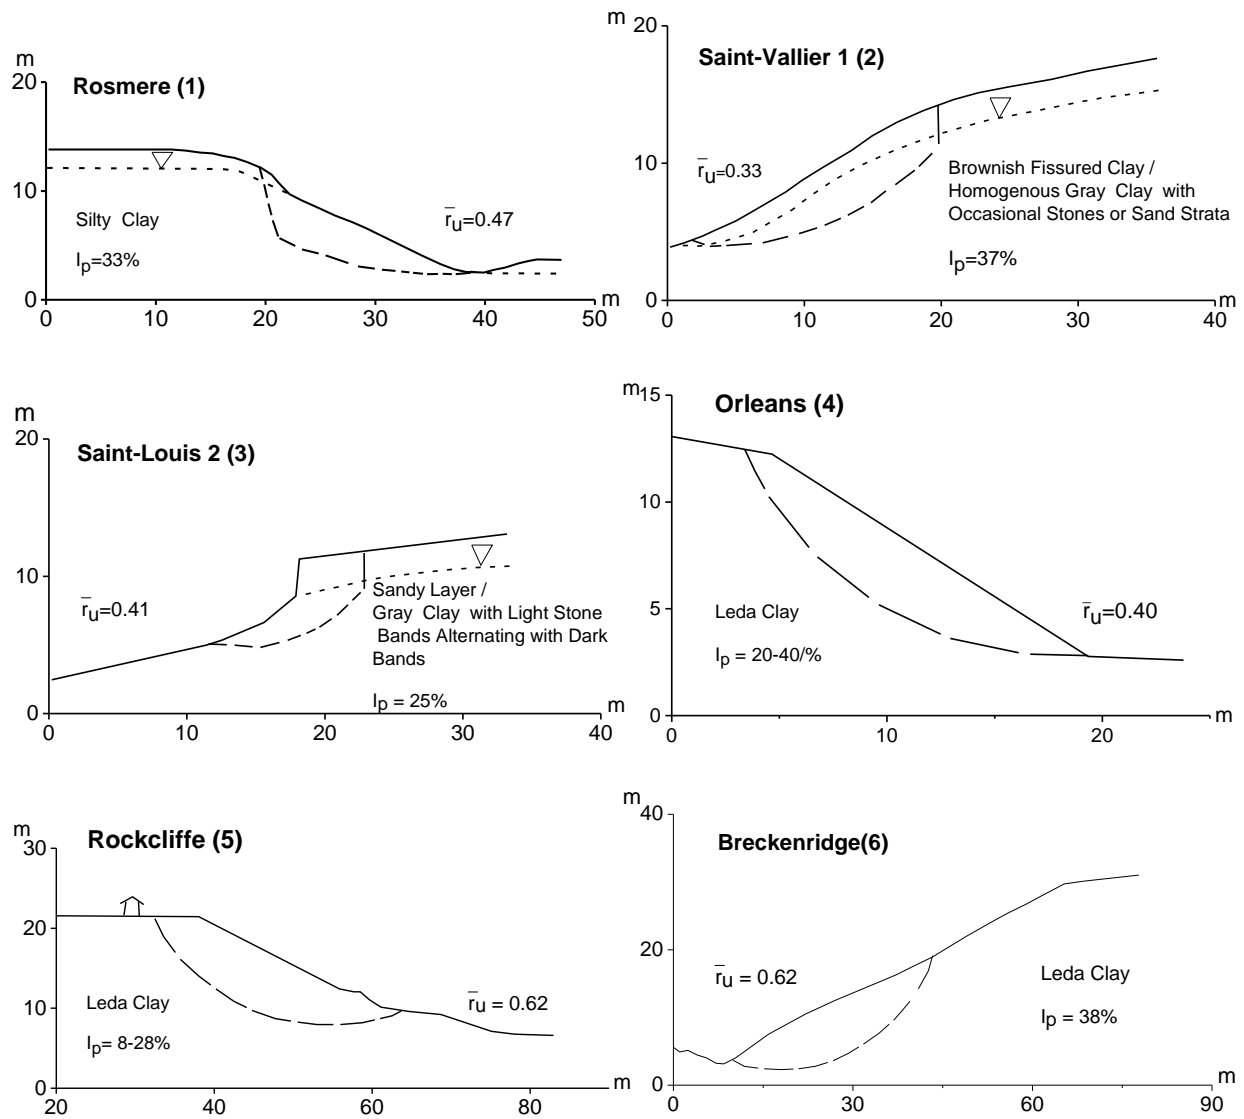 m
20
10
0
0 10 20 30 40 50
m
Rosmere (1)
Silty Clay
Ip=33%
r̅u=0.47
m
20
10
0
0 10 20 30 40
m
Saint-Vallier 1 (2)
r̅u=0.33
Brownish Fissured Clay /
Homogenous Gray Clay with
Occasional Stones or Sand Strata
Ip=37%
m
20
10
0
0 10 20 30 40
m
Saint-Louis 2 (3)
r̅u=0.41
Sandy Layer /
Gray Clay with Light Stone
Bands Alternating with Dark
Bands
Ip = 25%
m
15
10
5
0
0 10 20
m
Orleans (4)
Leda Clay
Ip = 20-40/%
r̅u=0.40
m
30
20
10
0
20 40 60 80
m
Rockcliffe (5)
Leda Clay
Ip= 8-28%
r̅u = 0.62
m
40
20
0
0 30 60 90
m
Breckenridge(6)
r̅u = 0.62
Leda Clay
Ip = 38%